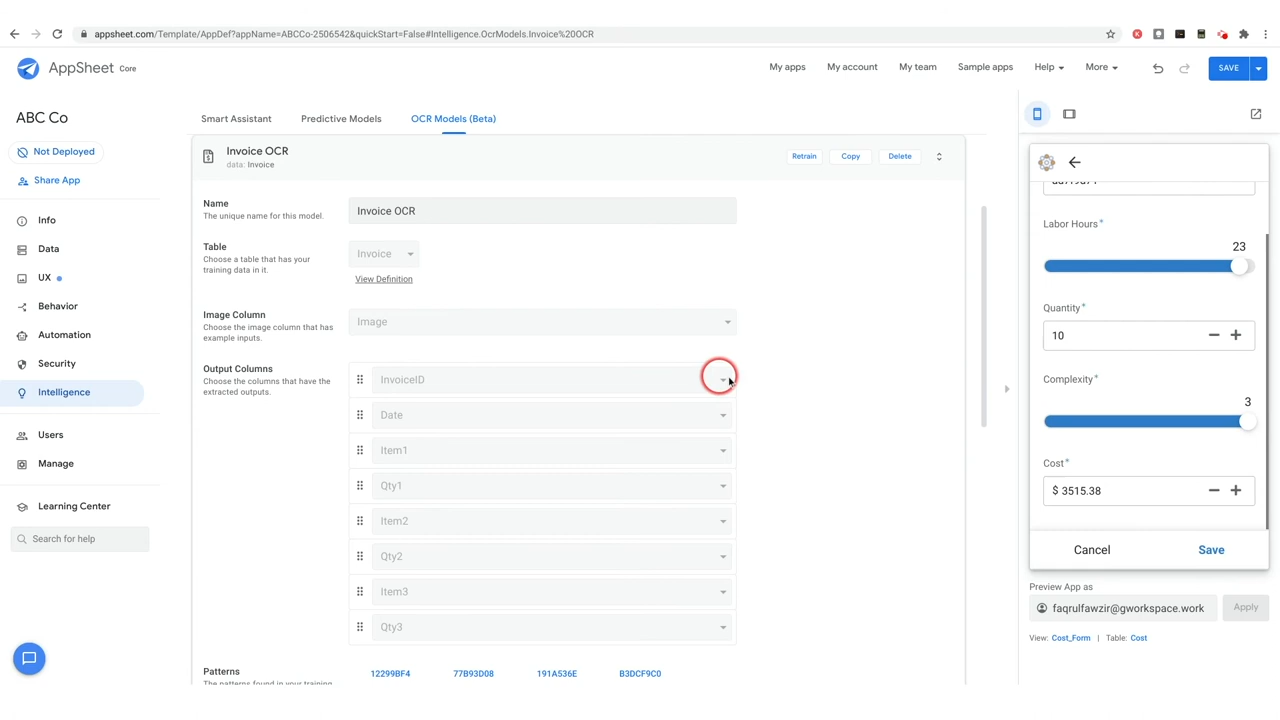 appsheet.com/Template/AppDef?appName=ABCCo-2506542&quickStart=False#Intelligence.OcrModels.Invoice%20OCR
AppSheet Core
My apps
My account
My team
Sample apps
Help
More
SAVE
ABC Co
Not Deployed
Share App
Info
Data
UX
Behavior
Automation
Security
Intelligence
Users
Manage
Learning Center
Search for help
Smart Assistant
Predictive Models
OCR Models (Beta)
Invoice OCR
data: Invoice
Retrain
Copy
Delete
Name
The unique name for this model.
Invoice OCR
Table
Choose a table that has your
training data in it.
Invoice
View Definition
Image Column
Choose the image column that has
example inputs.
Image
Output Columns
Choose the columns that have the
extracted outputs.
InvoiceID
Date
Item1
Qty1
Item2
Qty2
Item3
Qty3
Patterns
The patterns found in your training
12299BF4
77B93D08
191A536E
B3DCF9C0
Labor Hours*
23
Quantity*
10
Complexity*
3
Cost*
$ 3515.38
Cancel
Save
Preview App as
faqrulfawzir@gworkspace.work
Apply
View: Cost_Form | Table: Cost